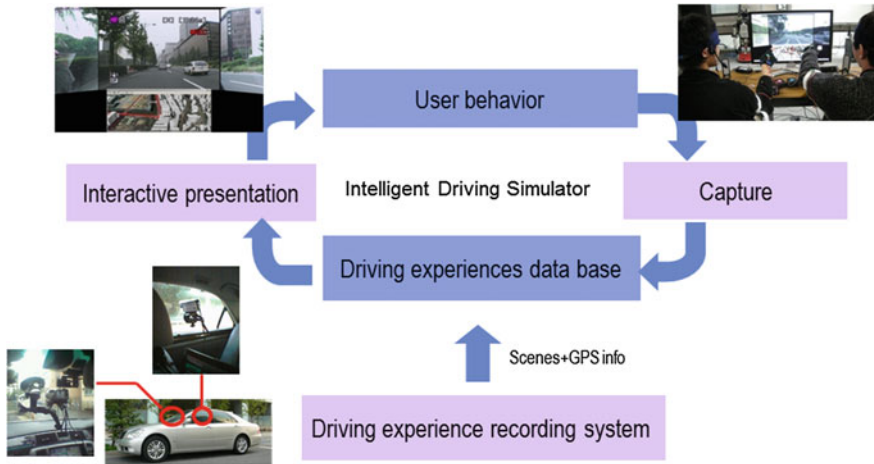 User behavior
Interactive presentation
Intelligent Driving Simulator
Capture
Driving experiences data base
Scenes+GPS info
Driving experience recording system